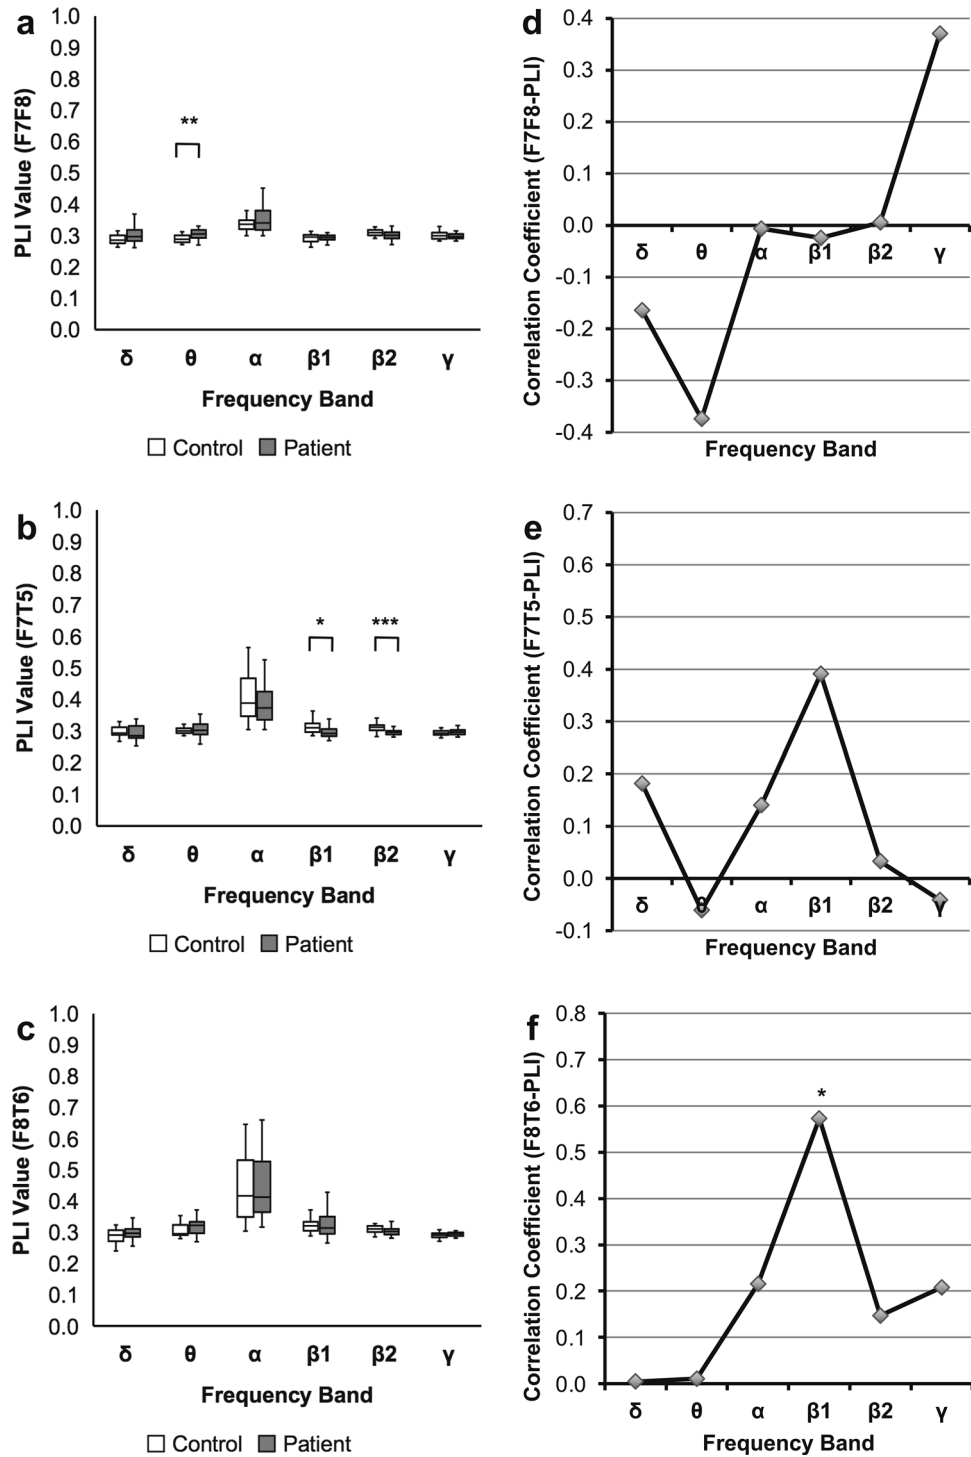 a
PLI Value (F7F8)
1.0
0.9
0.8
0.7
0.6
0.5
0.4
0.3
0.2
0.1
0.0
**
δ θ α β1 β2 γ
Frequency Band
Control Patient
d
Correlation Coefficient (F7F8-PLI)
0.4
0.3
0.2
0.1
0.0
-0.1
-0.2
-0.3
-0.4
δ θ α β1 β2 γ
Frequency Band
b
PLI Value (F7T5)
1.0
0.9
0.8
0.7
0.6
0.5
0.4
0.3
0.2
0.1
0.0
* ***
δ θ α β1 β2 γ
Frequency Band
Control Patient
e
Correlation Coefficient (F7T5-PLI)
0.7
0.6
0.5
0.4
0.3
0.2
0.1
0.0
-0.1
δ θ α β1 β2 γ
Frequency Band
c
PLI Value (F8T6)
1.0
0.9
0.8
0.7
0.6
0.5
0.4
0.3
0.2
0.1
0.0
δ θ α β1 β2 γ
Frequency Band
Control Patient
f
Correlation Coefficient (F8T6-PLI)
0.8
0.7
0.6
0.5
0.4
0.3
0.2
0.1
0.0
*
δ θ α β1 β2 γ
Frequency Band